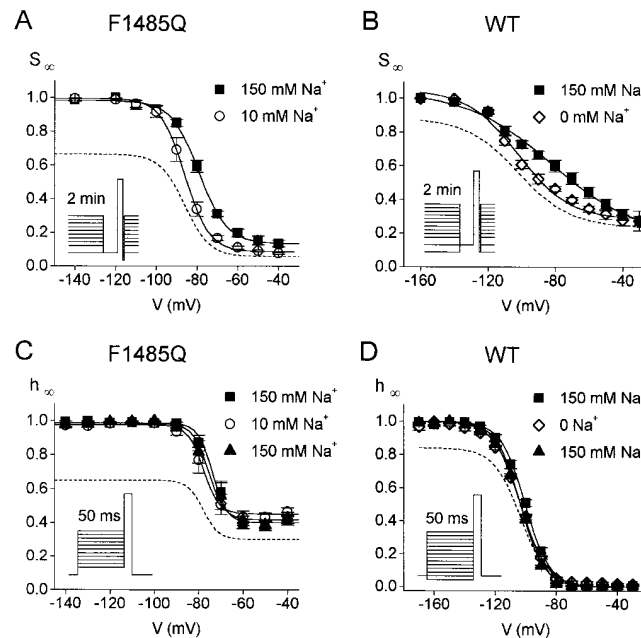 A
F1485Q
S∞
1.0
0.8
0.6
0.4
0.2
0.0
■ 150 mM Na⁺
○ 10 mM Na⁺
2 min
-140 -120 -100 -80 -60 -40
V (mV)
B
WT
S∞
1.0
0.8
0.6
0.4
0.2
0.0
■ 150 mM Na
◇ 0 mM Na⁺
2 min
-160 -120 -80 -40
V (mV)
C
F1485Q
h∞
1.0
0.8
0.6
0.4
0.2
0.0
■ 150 mM Na⁺
○ 10 mM Na⁺
▲ 150 mM Na⁺
50 ms
-140 -120 -100 -80 -60 -40
V (mV)
D
WT
h∞
1.0
0.8
0.6
0.4
0.2
0.0
■ 150 mM Na
◇ 0 Na⁺
▲ 150 mM Na
50 ms
-160 -120 -80 -40
V (mV)